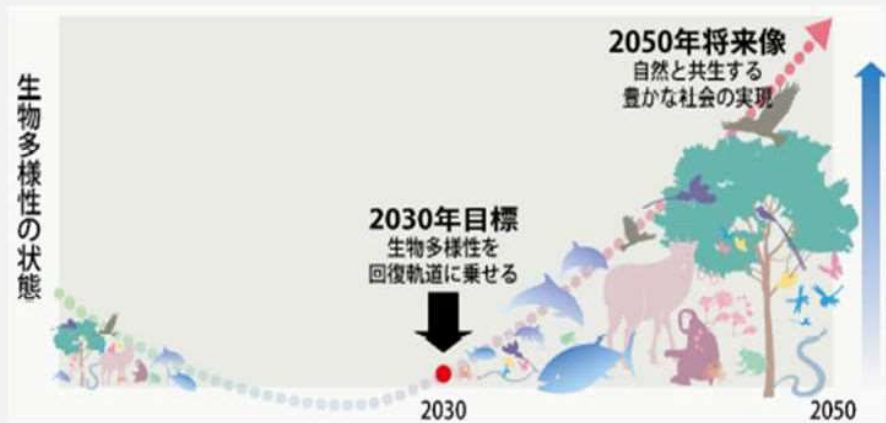 2050年将来像
自然と共生する
豊かな社会の実現
生物多様性の状態
2030年目標
生物多様性を
回復軌道に乗せる
2030
2050